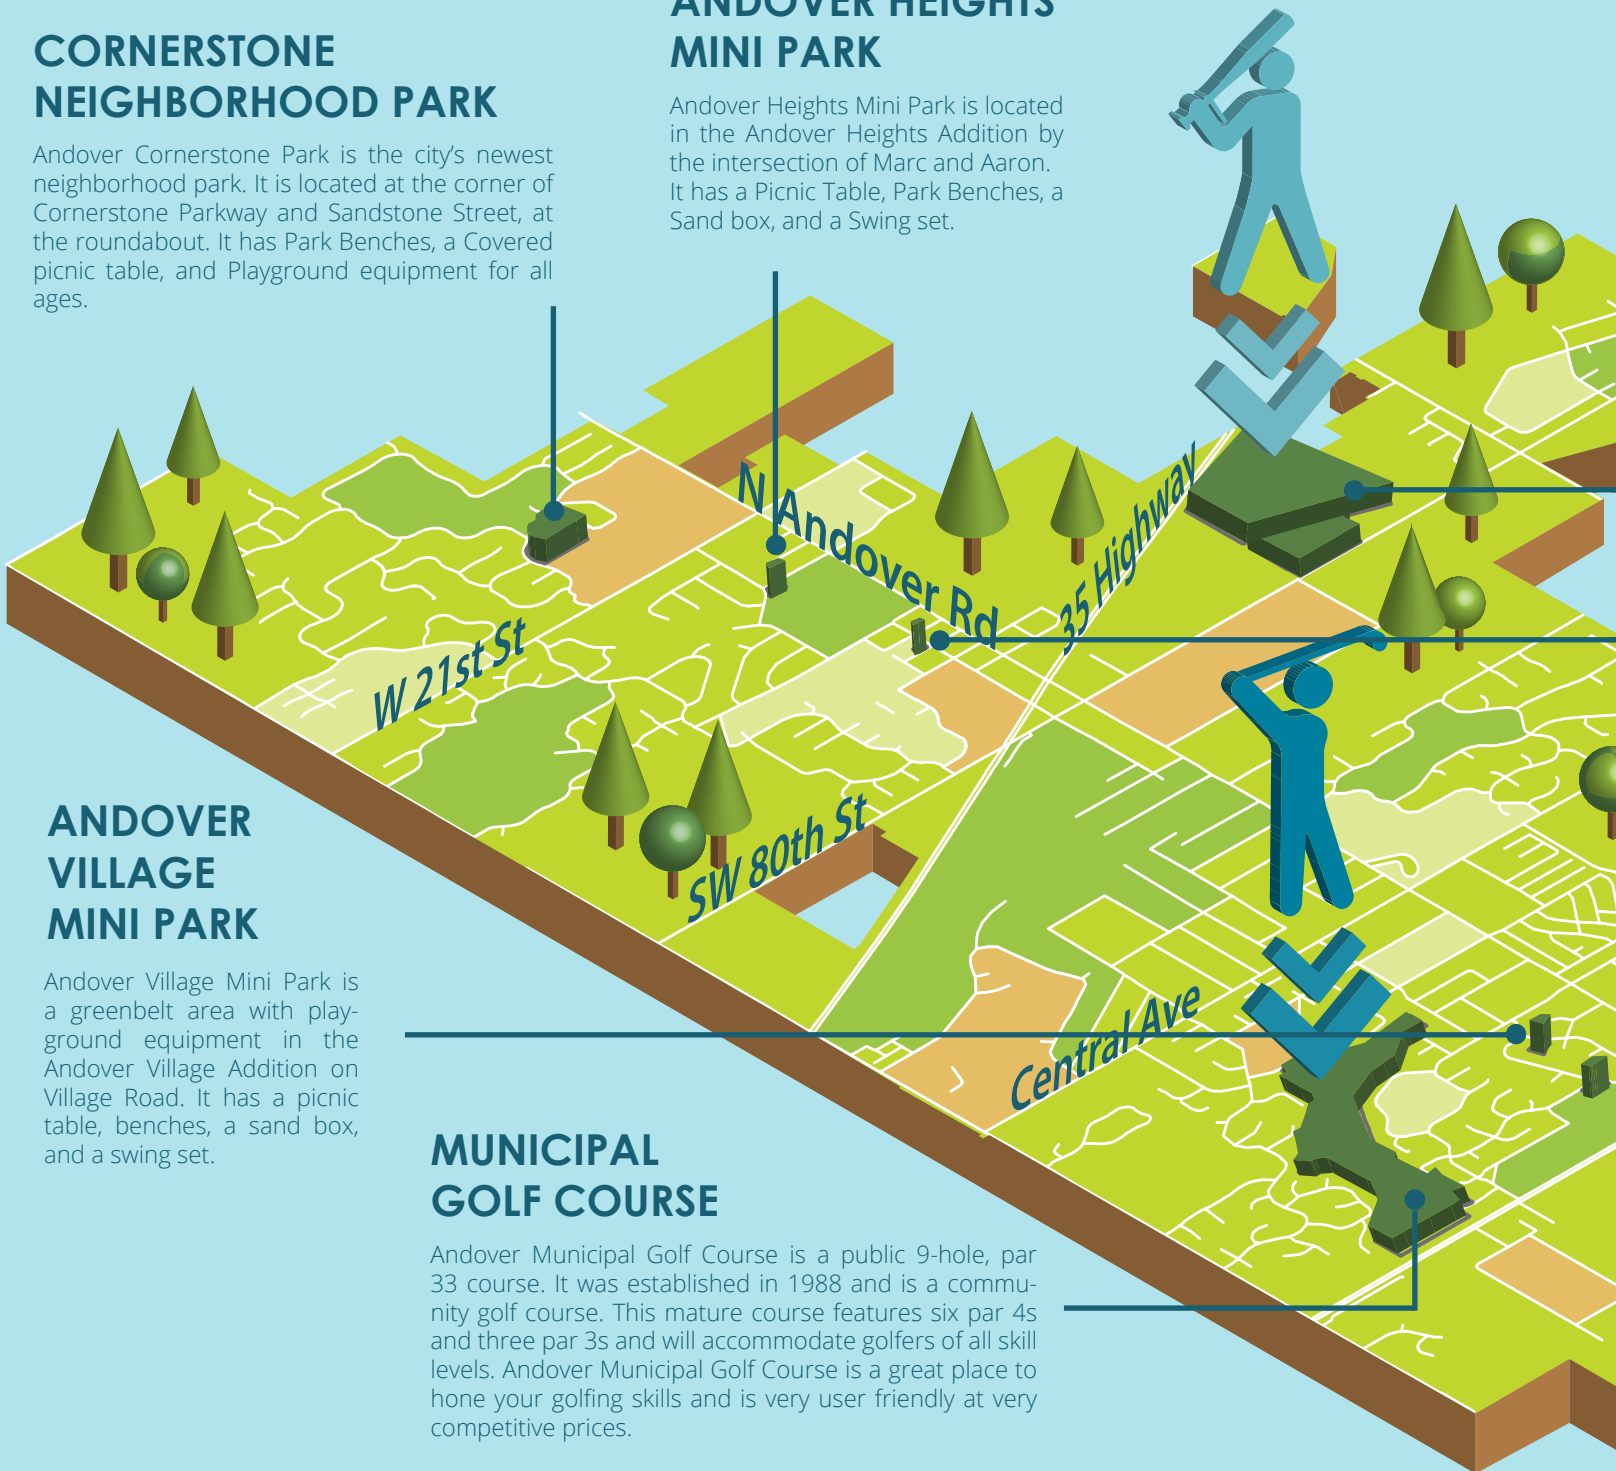 CORNERSTONE
NEIGHBORHOOD PARK
Andover Cornerstone Park is the city's newest
neighborhood park. It is located at the corner of
Cornerstone Parkway and Sandstone Street, at
the roundabout. It has Park Benches, a Covered
picnic table, and Playground equipment for all
ages.
ANDOVER HEIGHTS
MINI PARK
Andover Heights Mini Park is located
in the Andover Heights Addition by
the intersection of Marc and Aaron.
It has a Picnic Table, Park Benches, a
Sand box, and a Swing set.
N Andover Rd
35 Highway
W 21st St
SW 80th St
Central Ave
ANDOVER
VILLAGE
MINI PARK
Andover Village Mini Park is
a greenbelt area with play-
ground equipment in the
Andover Village Addition on
Village Road. It has a picnic
table, benches, a sand box,
and a swing set.
MUNICIPAL
GOLF COURSE
Andover Municipal Golf Course is a public 9-hole, par
33 course. It was established in 1988 and is a commu-
nity golf course. This mature course features six par 4s
and three par 3s and will accommodate golfers of all skill
levels. Andover Municipal Golf Course is a great place to
hone your golfing skills and is very user friendly at very
competitive prices.